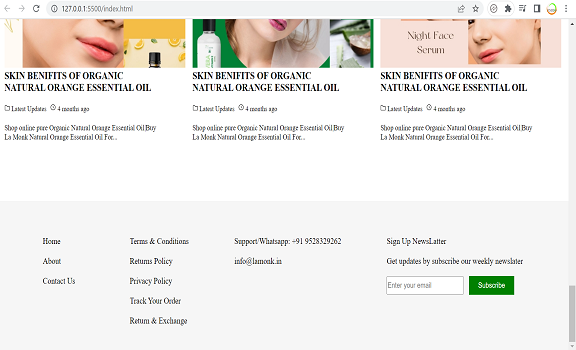 127.0.0.1:5500/index.html
Night Face
Serum
SKIN BENIFITS OF ORGANIC
NATURAL ORANGE ESSENTIAL OIL
Latest Updates 4 months ago
Shop online pure Organic Natural Orange Essential Oil,Buy
La Monk Natural Orange Essential Oil For...
SKIN BENIFITS OF ORGANIC
NATURAL ORANGE ESSENTIAL OIL
Latest Updates 4 months ago
Shop online pure Organic Natural Orange Essential Oil,Buy
La Monk Natural Orange Essential Oil For...
SKIN BENIFITS OF ORGANIC
NATURAL ORANGE ESSENTIAL OIL
Latest Updates 4 months ago
Shop online pure Organic Natural Orange Essential Oil,Buy
La Monk Natural Orange Essential Oil For...
Home
About
Contact Us
Terms & Conditions
Returns Policy
Privacy Policy
Track Your Order
Return & Exchange
Support/Whatsapp: +91 9528329262
info@lamonk.in
Sign Up NewsLatter
Get updates by subscribe our weekly newslater
Enter your email
Subscribe